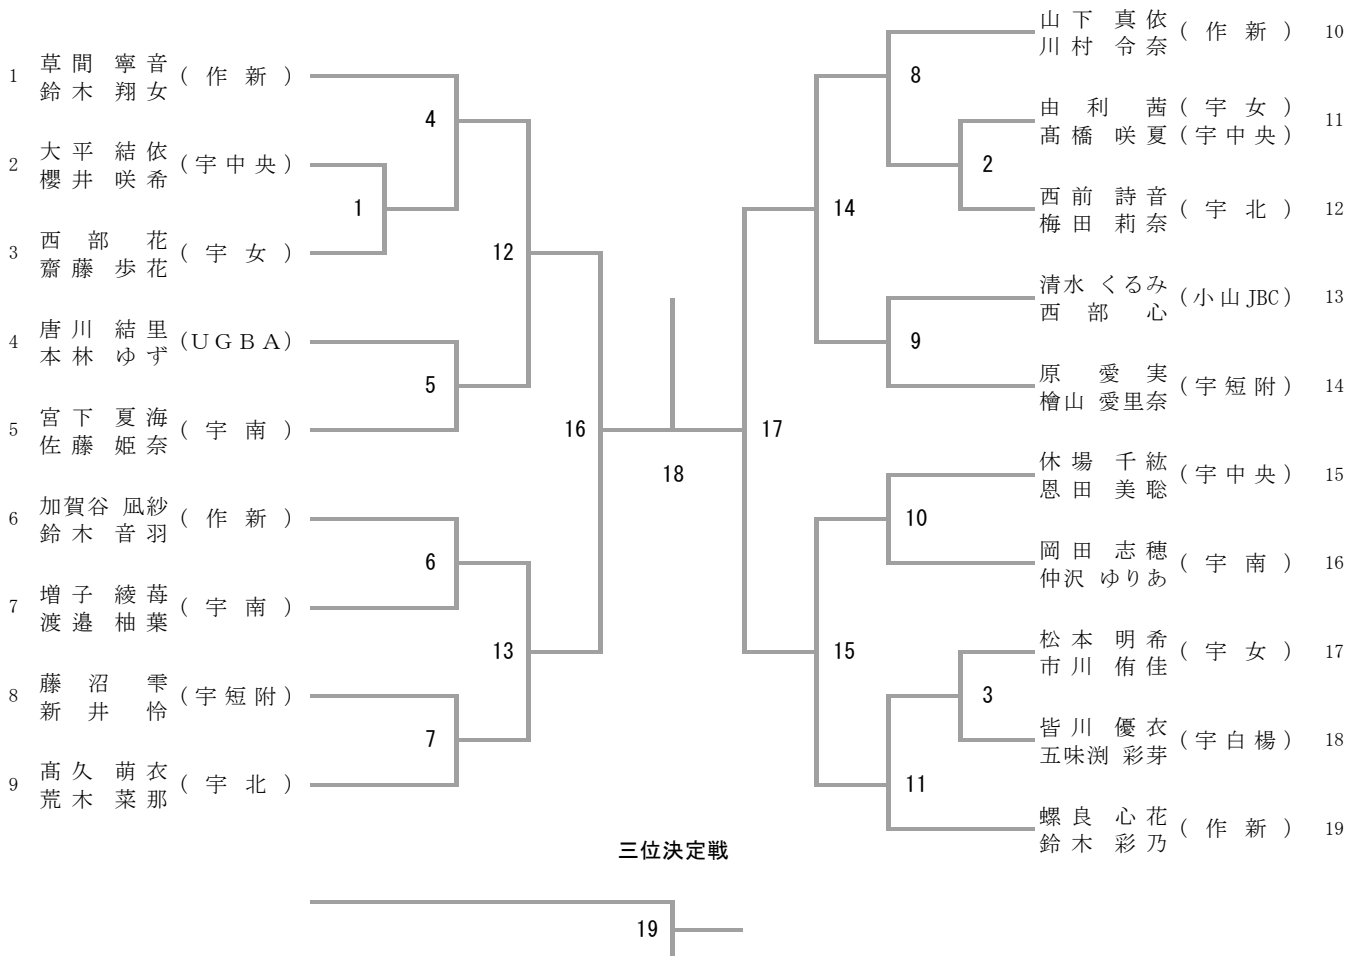 1 草間 寧音 (作新)
鈴木 翔女
4
2 大平 結依 (宇中央)
櫻井 咲希
1
3 西部 花 (宇女)
齋藤 歩花
12
4 唐川 結里 (UGBA)
本林 ゆず
5
5 宮下 夏海 (宇南)
佐藤 姫奈
16
6 加賀谷 凪紗 (作新)
鈴木 音羽
6
7 増子 綾苺 (宇南)
渡邉 柚葉
13
8 藤沼 雫 (宇短附)
新井 怜
7
9 髙久 萌衣 (宇北)
荒木 菜那
18
山下 真依 (作新) 10
川村 令奈
8
由利 茜 (宇女) 11
髙橋 咲夏 (宇中央)
2
西前 詩音 (宇北) 12
梅田 莉奈
14
清水 くるみ (小山JBC) 13
西部 心
9
原 愛実 (宇短附) 14
檜山 愛里奈
17
休場 千紘 (宇中央) 15
恩田 美聡
10
岡田 志穂 (宇南) 16
仲沢 ゆりあ
15
松本 明希 (宇女) 17
市川 侑佳
3
皆川 優衣 (宇白楊) 18
五味渕 彩芽
11
螺良 心花 (作新) 19
鈴木 彩乃
三位決定戦
19